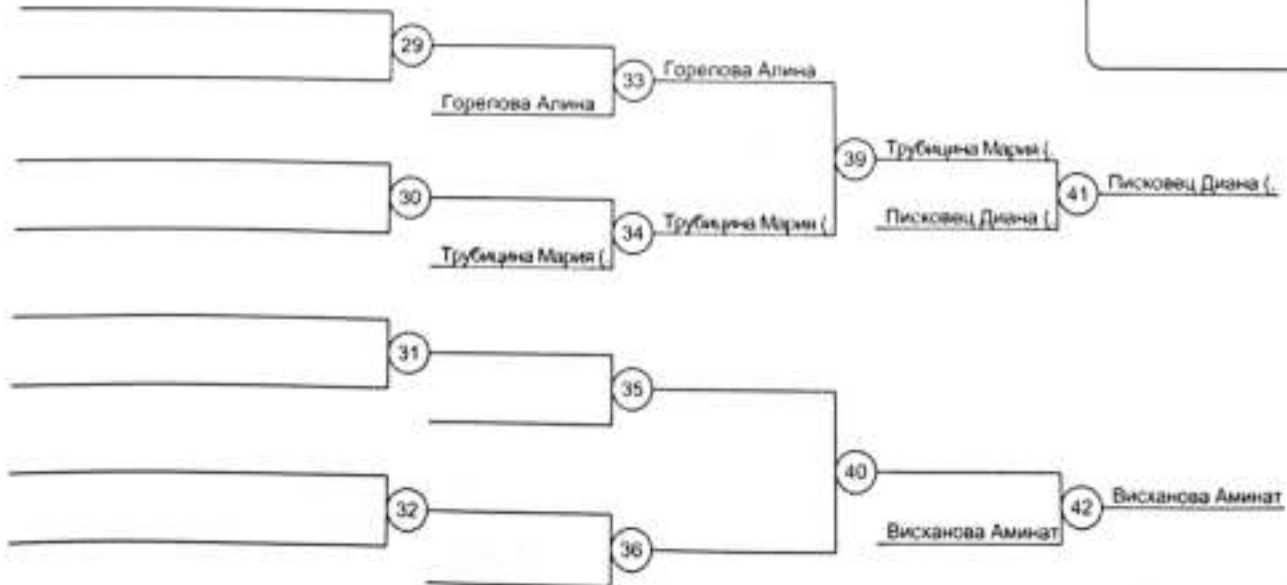 29
33 Горелова Алина
Горелова Алина
39 Трубицина Мария (.
30
41 Писковец Диана (.
34 Трубицина Мария (.
Писковец Диана (.
Трубицина Мария (.
31
35
40
32
42 Висханова Аминат
Висханова Аминат
36